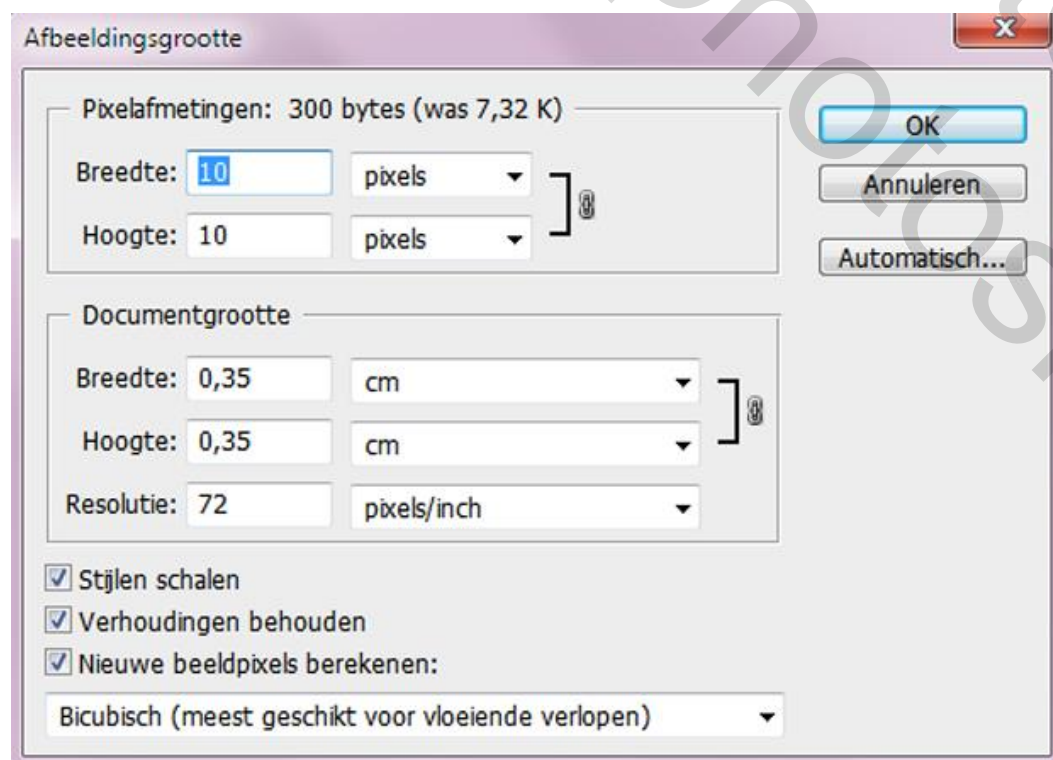 Afbeeldingsgrootte
Pixelafmetingen: 300 bytes (was 7,32 K)
Breedte: 10 pixels
Hoogte: 10 pixels
OK
Annuleren
Automatisch...
Documentgrootte
Breedte: 0,35 cm
Hoogte: 0,35 cm
Resolutie: 72 pixels/inch
Stijlen schalen
Verhoudingen behouden
Nieuwe beeldpixels berekenen:
Bicubisch (meest geschikt voor vloeiende verlopen)